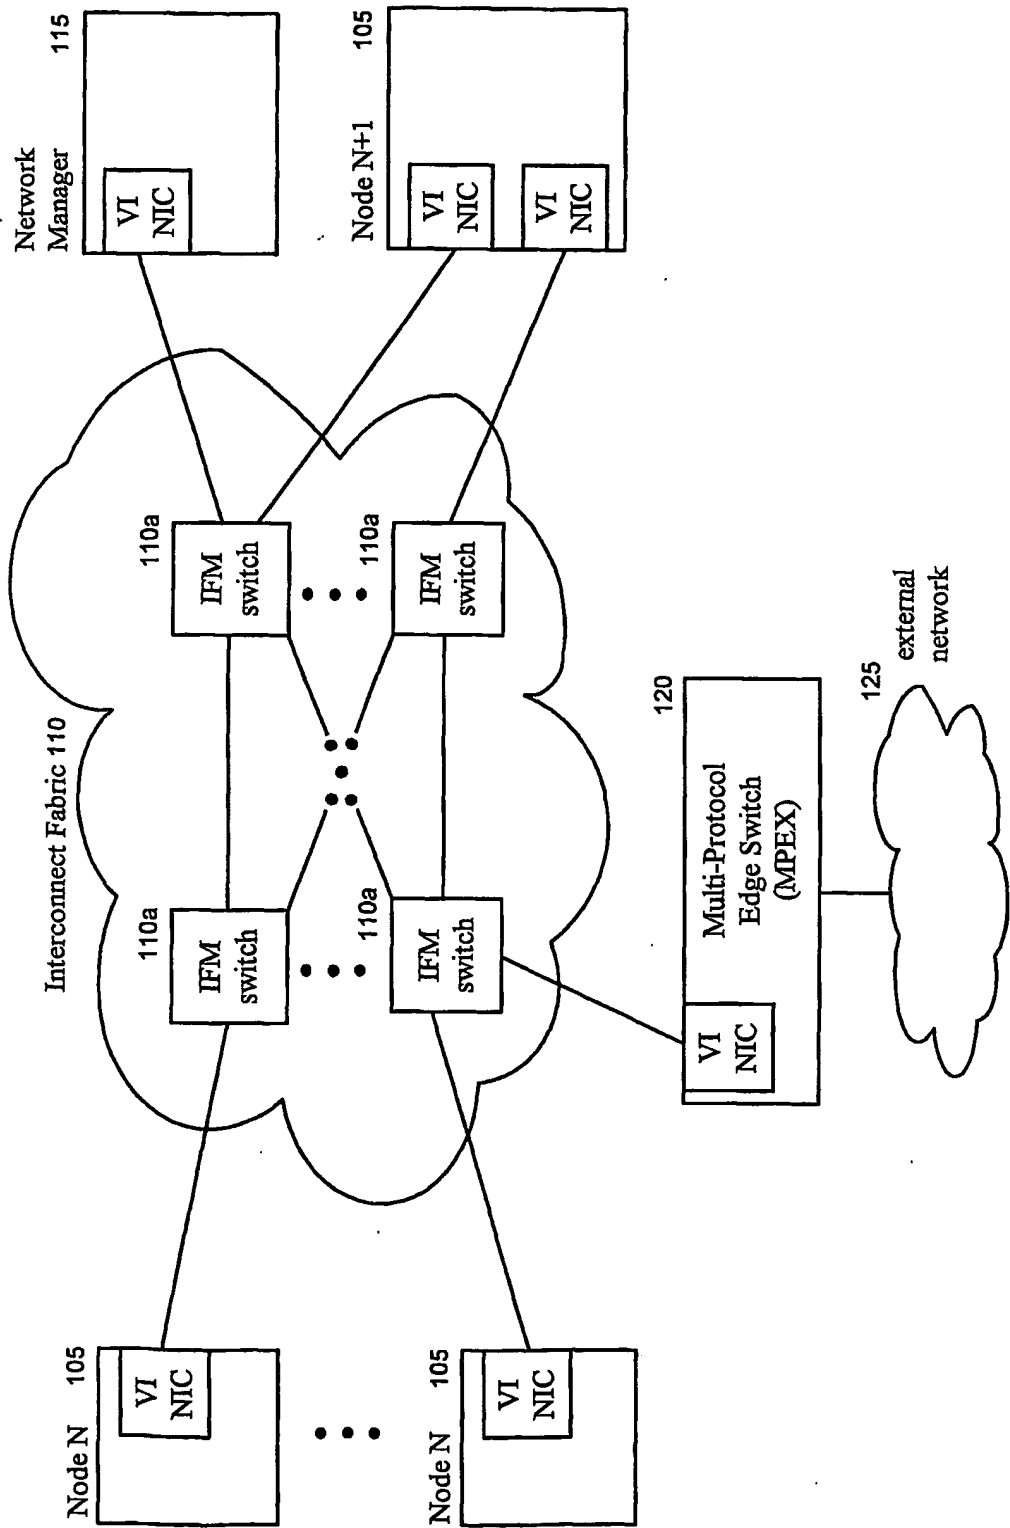 Node N 105
VI
NIC
Node N 105
VI
NIC
Interconnect Fabric 110
110a
IFM
switch
110a
IFM
switch
110a
IFM
switch
110a
IFM
switch
Network
Manager 115
VI
NIC
Node N+1 105
VI
NIC
VI
NIC
120
Multi-Protocol
Edge Switch
(MPEX)
VI
NIC
125
external
network